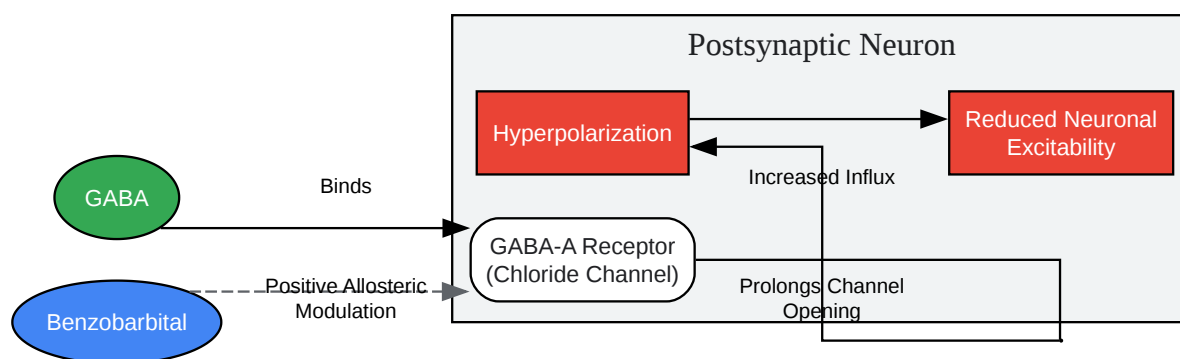 Postsynaptic Neuron
Hyperpolarization
Reduced Neuronal
Excitability
Increased Influx
GABA
Binds
GABA-A Receptor
(Chloride Channel)
Benzobarbital
Positive Allosteric
Modulation
Prolongs Channel
Opening